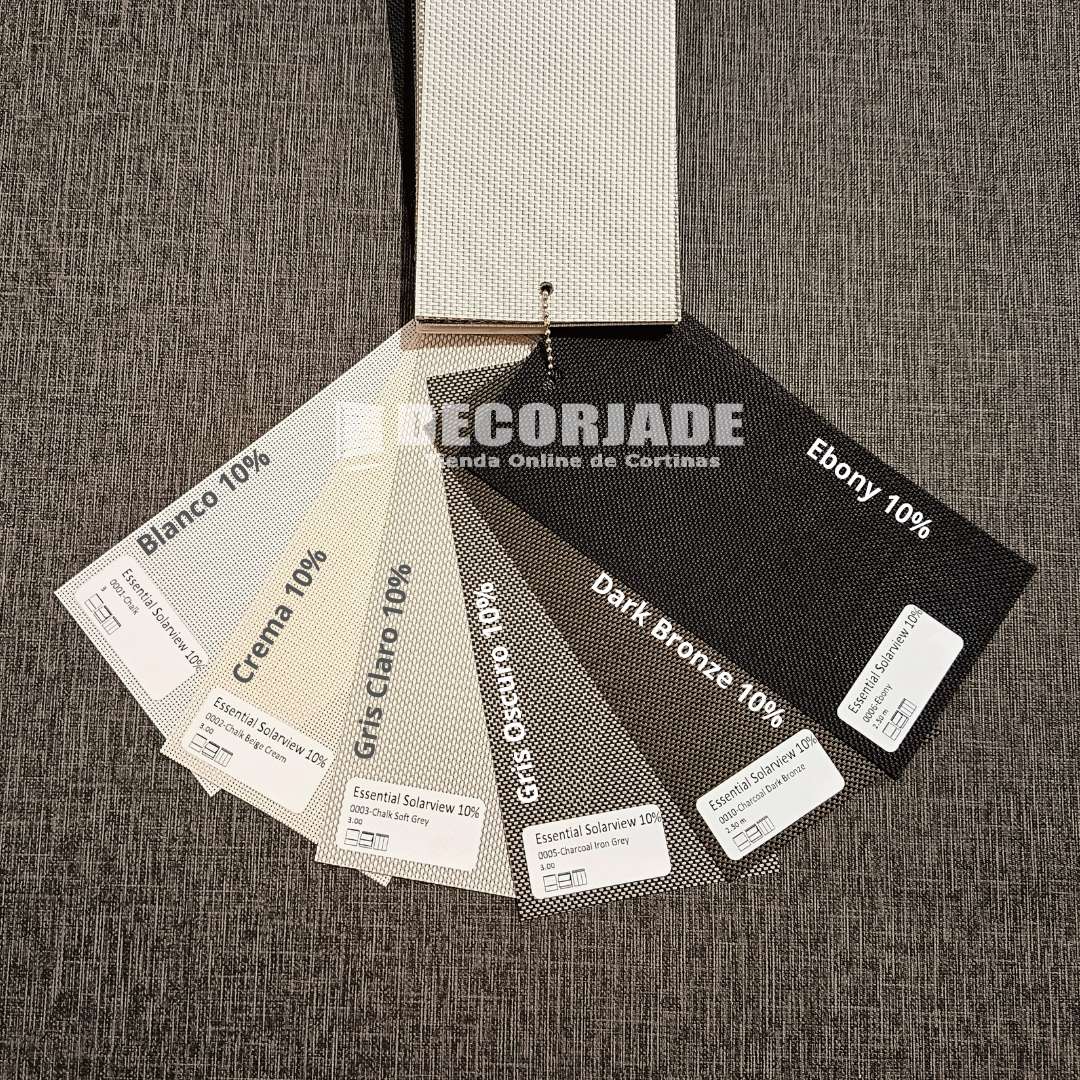 DECORJADE
Tienda Online de Cortinas
Blanco 10%
Essential Solarview 10%
0001-Chalk
3
Crema 10%
Essential Solarview 10%
0002-Chalk Beige Cream
3.00
Gris Claro 10%
Essential Solarview 10%
0003-Chalk Soft Grey
3.00
Gris Oscuro 10%
Essential Solarview 10%
0005-Charcoal Iron Grey
3.00
Dark Bronze 10%
Essential Solarview 10%
0010-Charcoal Dark Bronze
2.50 m
Ebony 10%
Essential Solarview 10%
0006-Ebony
2.50 m